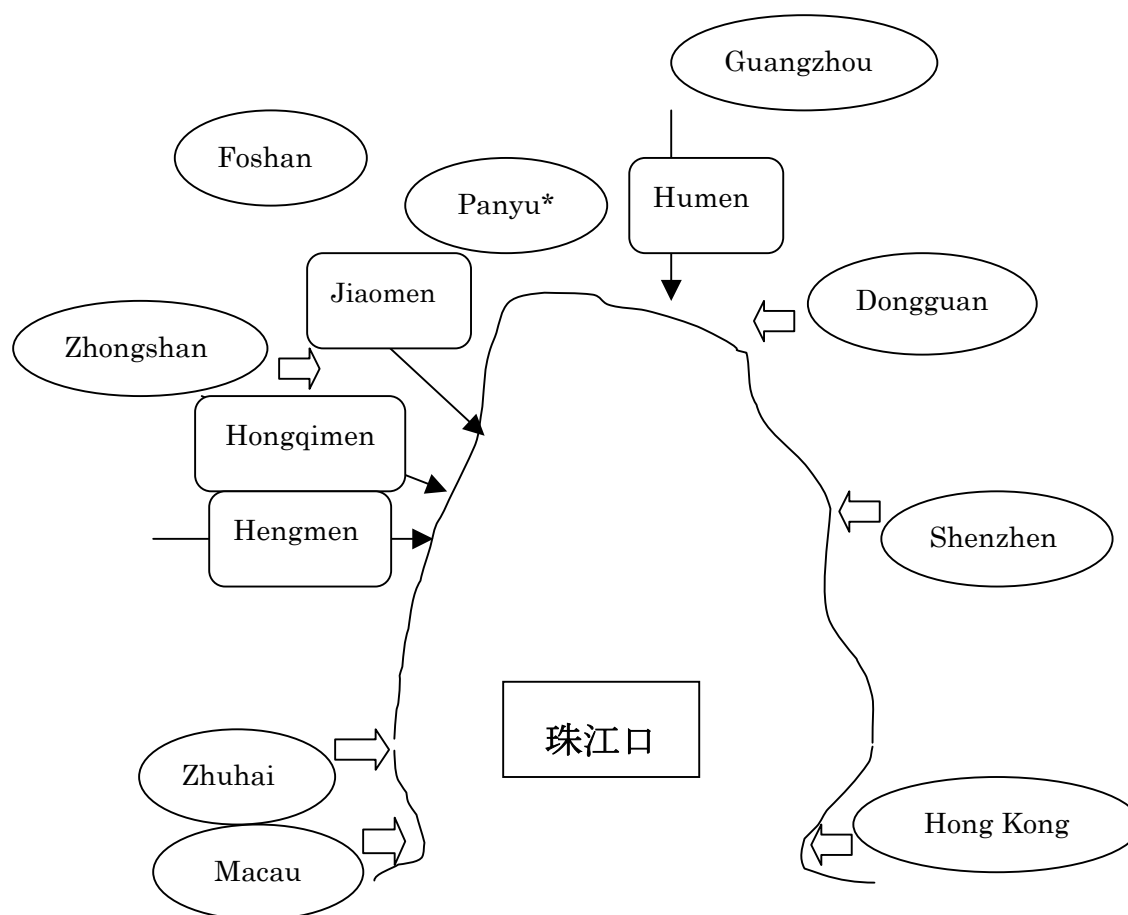 Guangzhou
Foshan
Panyu*
Humen
Jiaomen
Dongguan
Zhongshan
Hongqimen
Hengmen
Shenzhen
珠江口
Zhuhai
Hong Kong
Macau